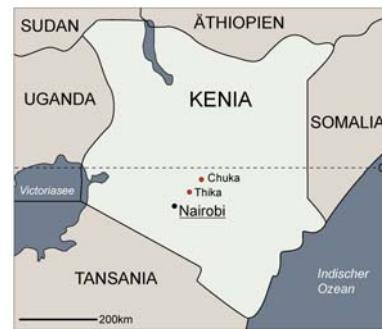 SUDAN
ÄTHIOPIEN
UGANDA
KENIA
SOMALIA
Chuka
Victoriasee
Thika
Nairobi
TANSANIA
Indischer
Ozean
200km